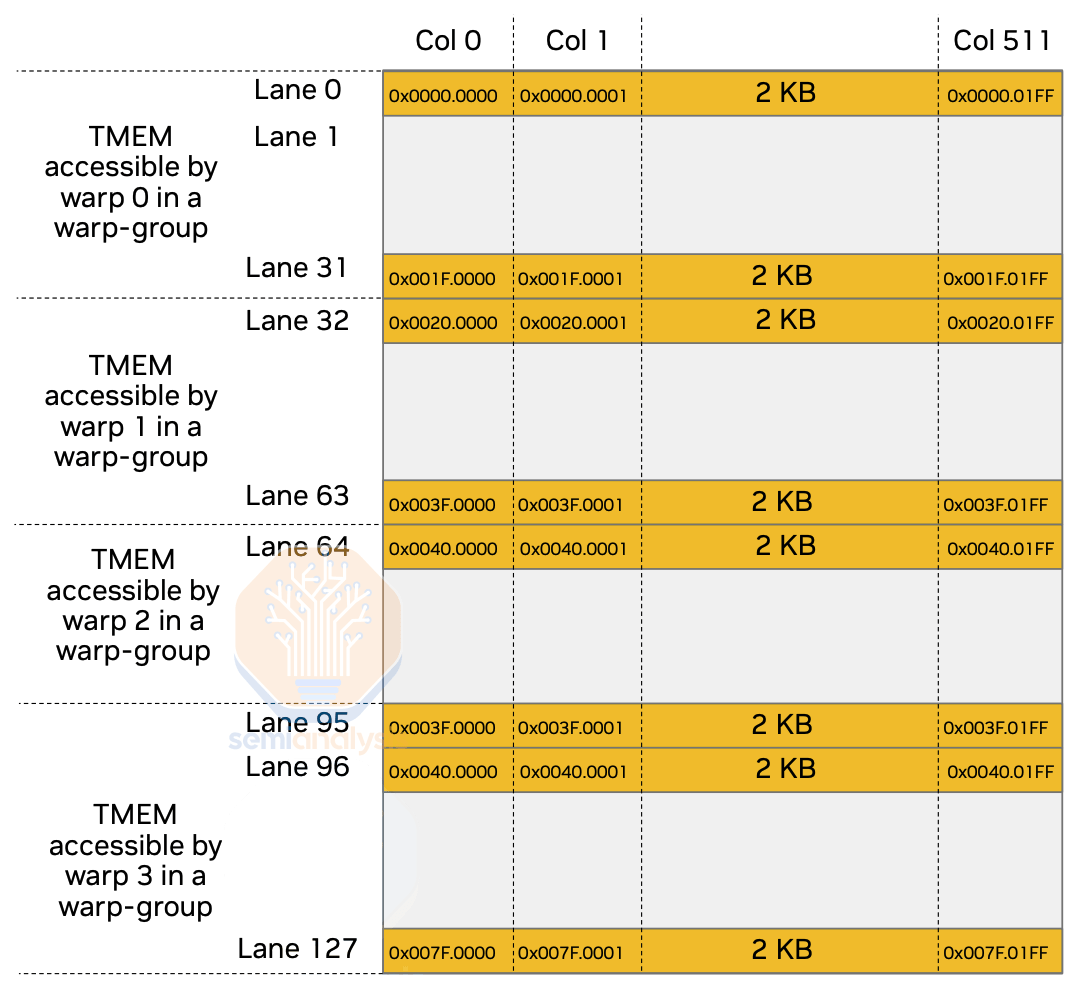 Col 0 Col 1 Col 511
Lane 0 0x0000.0000 0x0000.0001 2 KB 0x0000.01FF
TMEM
accessible by
warp 0 in a
warp-group
Lane 1
Lane 31 0x001F.0000 0x001F.0001 2 KB 0x001F.01FF
Lane 32 0x0020.0000 0x0020.0001 2 KB 0x0020.01FF
TMEM
accessible by
warp 1 in a
warp-group
Lane 63 0x003F.0000 0x003F.0001 2 KB 0x003F.01FF
Lane 64 0x0040.0000 0x0040.0001 2 KB 0x0040.01FF
TMEM
accessible by
warp 2 in a
warp-group
Lane 95 0x003F.0000 0x003F.0001 2 KB 0x003F.01FF
semianalysis
Lane 96 0x0040.0000 0x0040.0001 2 KB 0x0040.01FF
TMEM
accessible by
warp 3 in a
warp-group
Lane 127 0x007F.0000 0x007F.0001 2 KB 0x007F.01FF